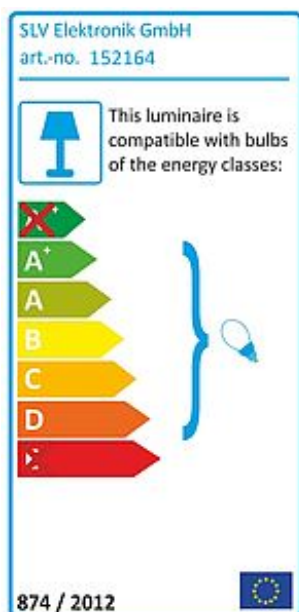 SLV Elektronik GmbH
art.-no. 152164
This luminaire is
compatible with bulbs
of the energy classes:
A+
A
B
C
D
874 / 2012